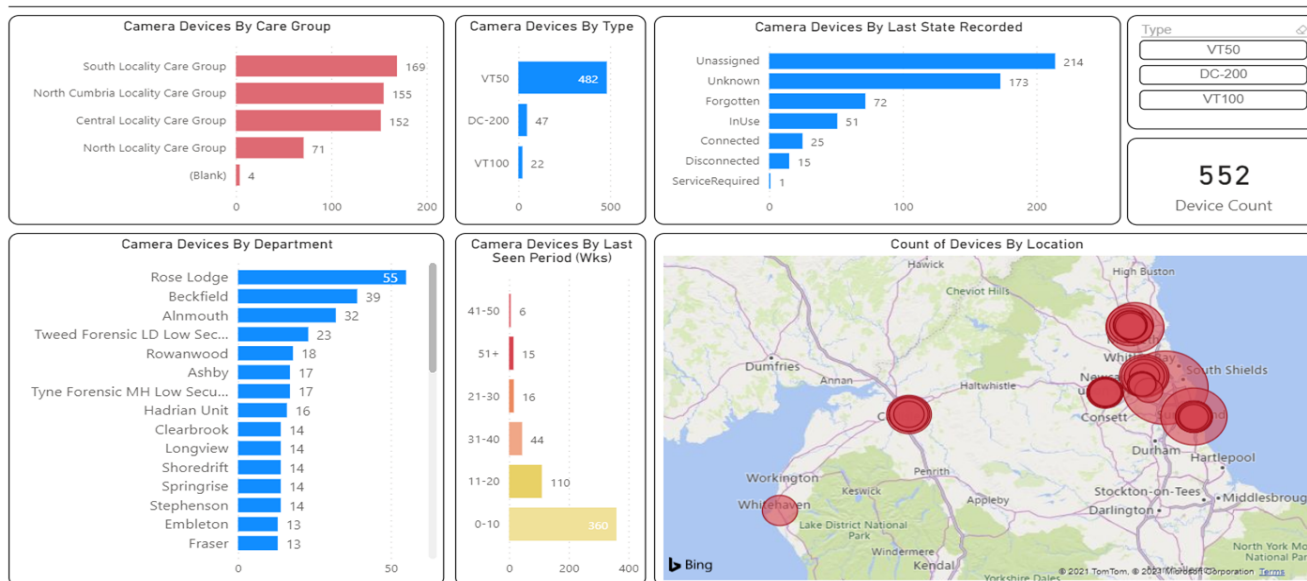 Camera Devices By Care Group
South Locality Care Group 169
North Cumbria Locality Care Group 155
Central Locality Care Group 152
North Locality Care Group 71
(Blank) 4
0 100 200
Camera Devices By Type
VT50 482
DC-200 47
VT100 22
0 500
Camera Devices By Last State Recorded
Unassigned 214
Unknown 173
Forgotten 72
InUse 51
Connected 25
Disconnected 15
ServiceRequired 1
0 100 200
Type
VT50
DC-200
VT100
552
Device Count
Camera Devices By Department
Rose Lodge 55
Beckfield 39
Alnmouth 32
Tweed Forensic LD Low Sec... 23
Rowanwood 18
Ashby 17
Tyne Forensic MH Low Secu... 17
Hadrian Unit 16
Clearbrook 14
Longview 14
Shoredrift 14
Springrise 14
Stephenson 14
Embleton 13
Fraser 13
0 50
Camera Devices By Last
Seen Period (Wks)
41-50 6
51+ 15
21-30 16
31-40 44
11-20 110
0-10 360
0 200 400
Count of Devices By Location
Hawick
High Buston
Cheviot Hills
Dumfries
Annan
Haltwhistle
South Shields
Consett
Durham
Hartlepool
Penrith
Workington
Keswick
Appleby
Stockton-on-Tees
Middlesbroug
Whitehaven
Darlington
Lake District National
Park
Windermere
Kendal
North York Mo
National Park
Yorkshire Dales
Bing
© 2021 TomTom, © 2021 Microsoft Corporation Terms